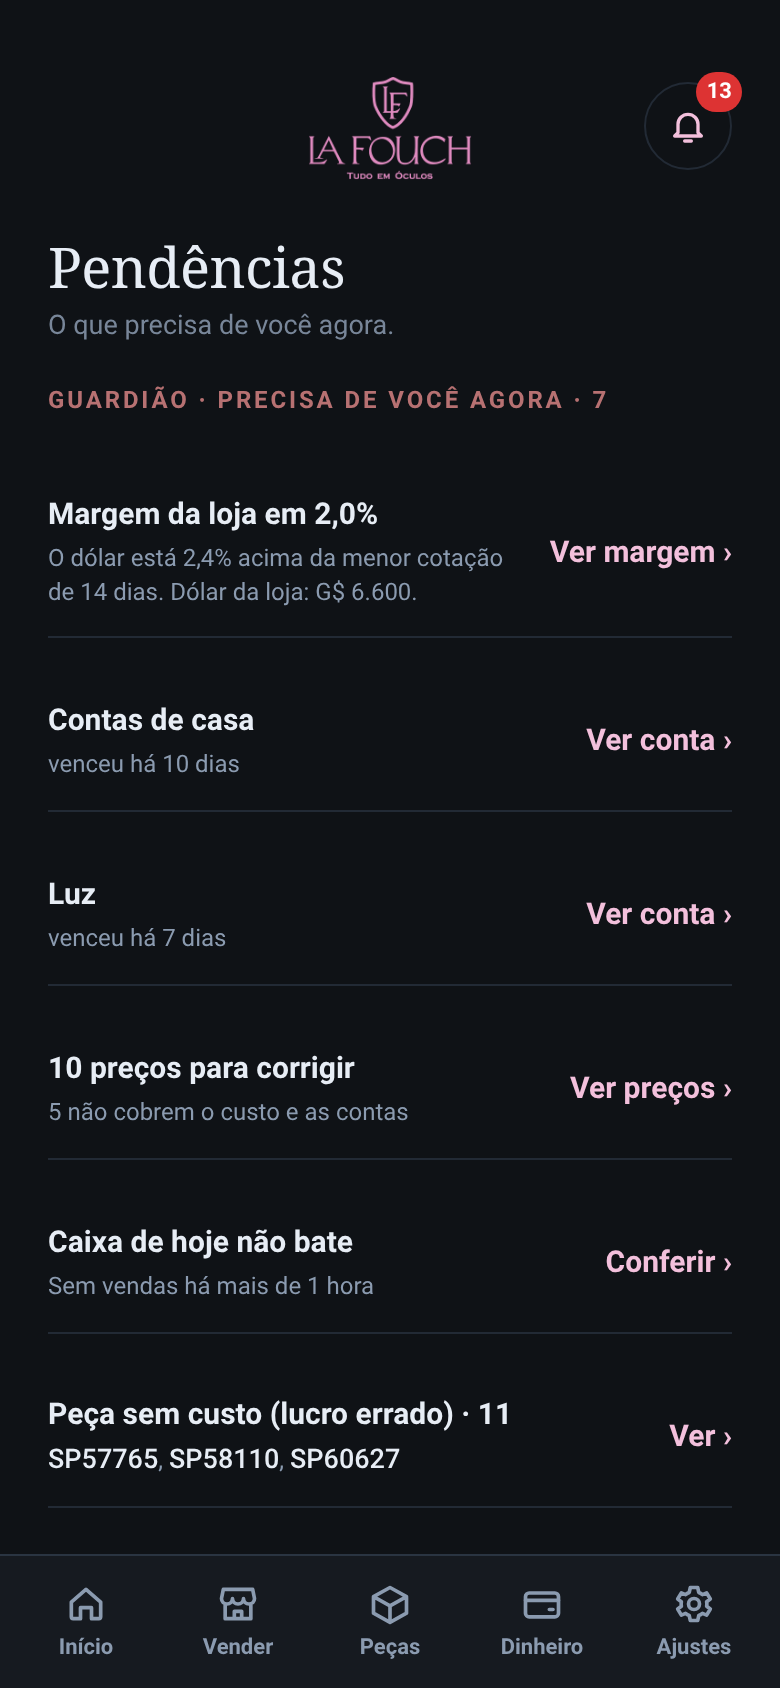 13
LF
LA FOUCH
TUDO EM ÓCULOS
Pendências
O que precisa de você agora.
GUARDIÃO · PRECISA DE VOCÊ AGORA · 7
Margem da loja em 2,0%
O dólar está 2,4% acima da menor cotação
de 14 dias. Dólar da loja: G$ 6.600.
Ver margem ›
Contas de casa
venceu há 10 dias
Ver conta ›
Luz
venceu há 7 dias
Ver conta ›
10 preços para corrigir
5 não cobrem o custo e as contas
Ver preços ›
Caixa de hoje não bate
Sem vendas há mais de 1 hora
Conferir ›
Peça sem custo (lucro errado) · 11
SP57765, SP58110, SP60627
Ver ›
Início
Vender
Peças
Dinheiro
Ajustes